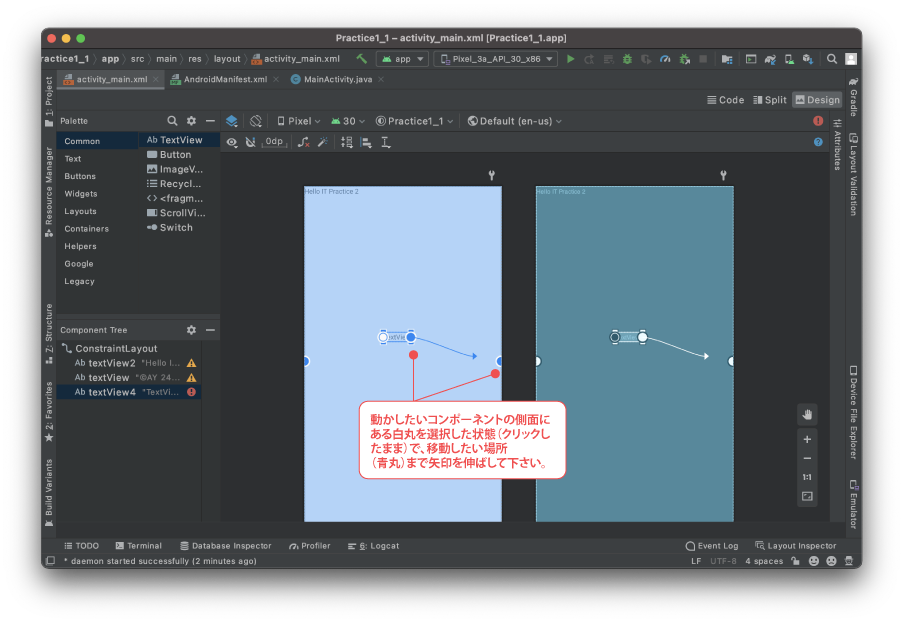 Practice1_1 – activity_main.xml [Practice1_1.app]
ractice1_1 〉 app 〉 src 〉 main 〉 res 〉 layout 〉 activity_main.xml
app
Pixel_3a_API_30_x86
activity_main.xml
AndroidManifest.xml
MainActivity.java
Code
Split
Design
Palette
Pixel
30
Practice1_1
Default (en-us)
0dp
Common
Text
Buttons
Widgets
Layouts
Containers
Helpers
Google
Legacy
Ab TextView
Button
ImageV...
Recycl...
<> <fragm...
ScrollVi...
Switch
Component Tree
ConstraintLayout
Ab textView2 "Hello I...
Ab textView
Ab textView4 "TextVi...
1: Project
Resource Manager
Z: Structure
2: Favorites
Build Variants
Hello IT Practice 2
Hello IT Practice 2
動かしたいコンポーネントの側面に
ある白丸を選択した状態(クリックし
たまま)で、移動したい場所
(青丸)まで矢印を伸ばして下さい。
1:1
Gradle
Attributes
Layout Validation
Device File Explorer
Emulator
TODO
Terminal
Database Inspector
Profiler
6: Logcat
Event Log
Layout Inspector
* daemon started successfully (2 minutes ago)
LF UTF-8 4 spaces